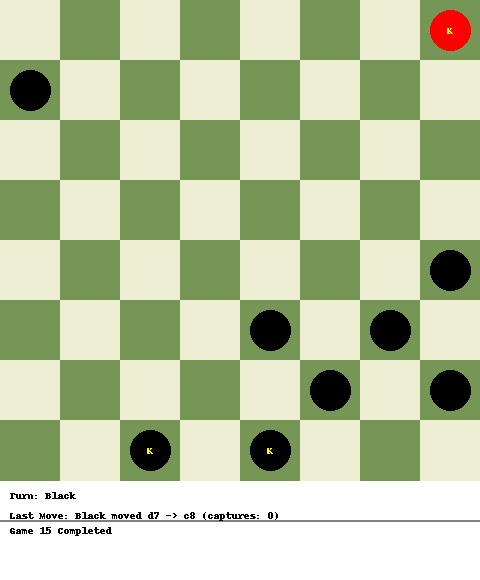 K
K K
Turn: Black
Last Move: Black moved d7 -> c8 (captures: 0)
Game 15 Completed